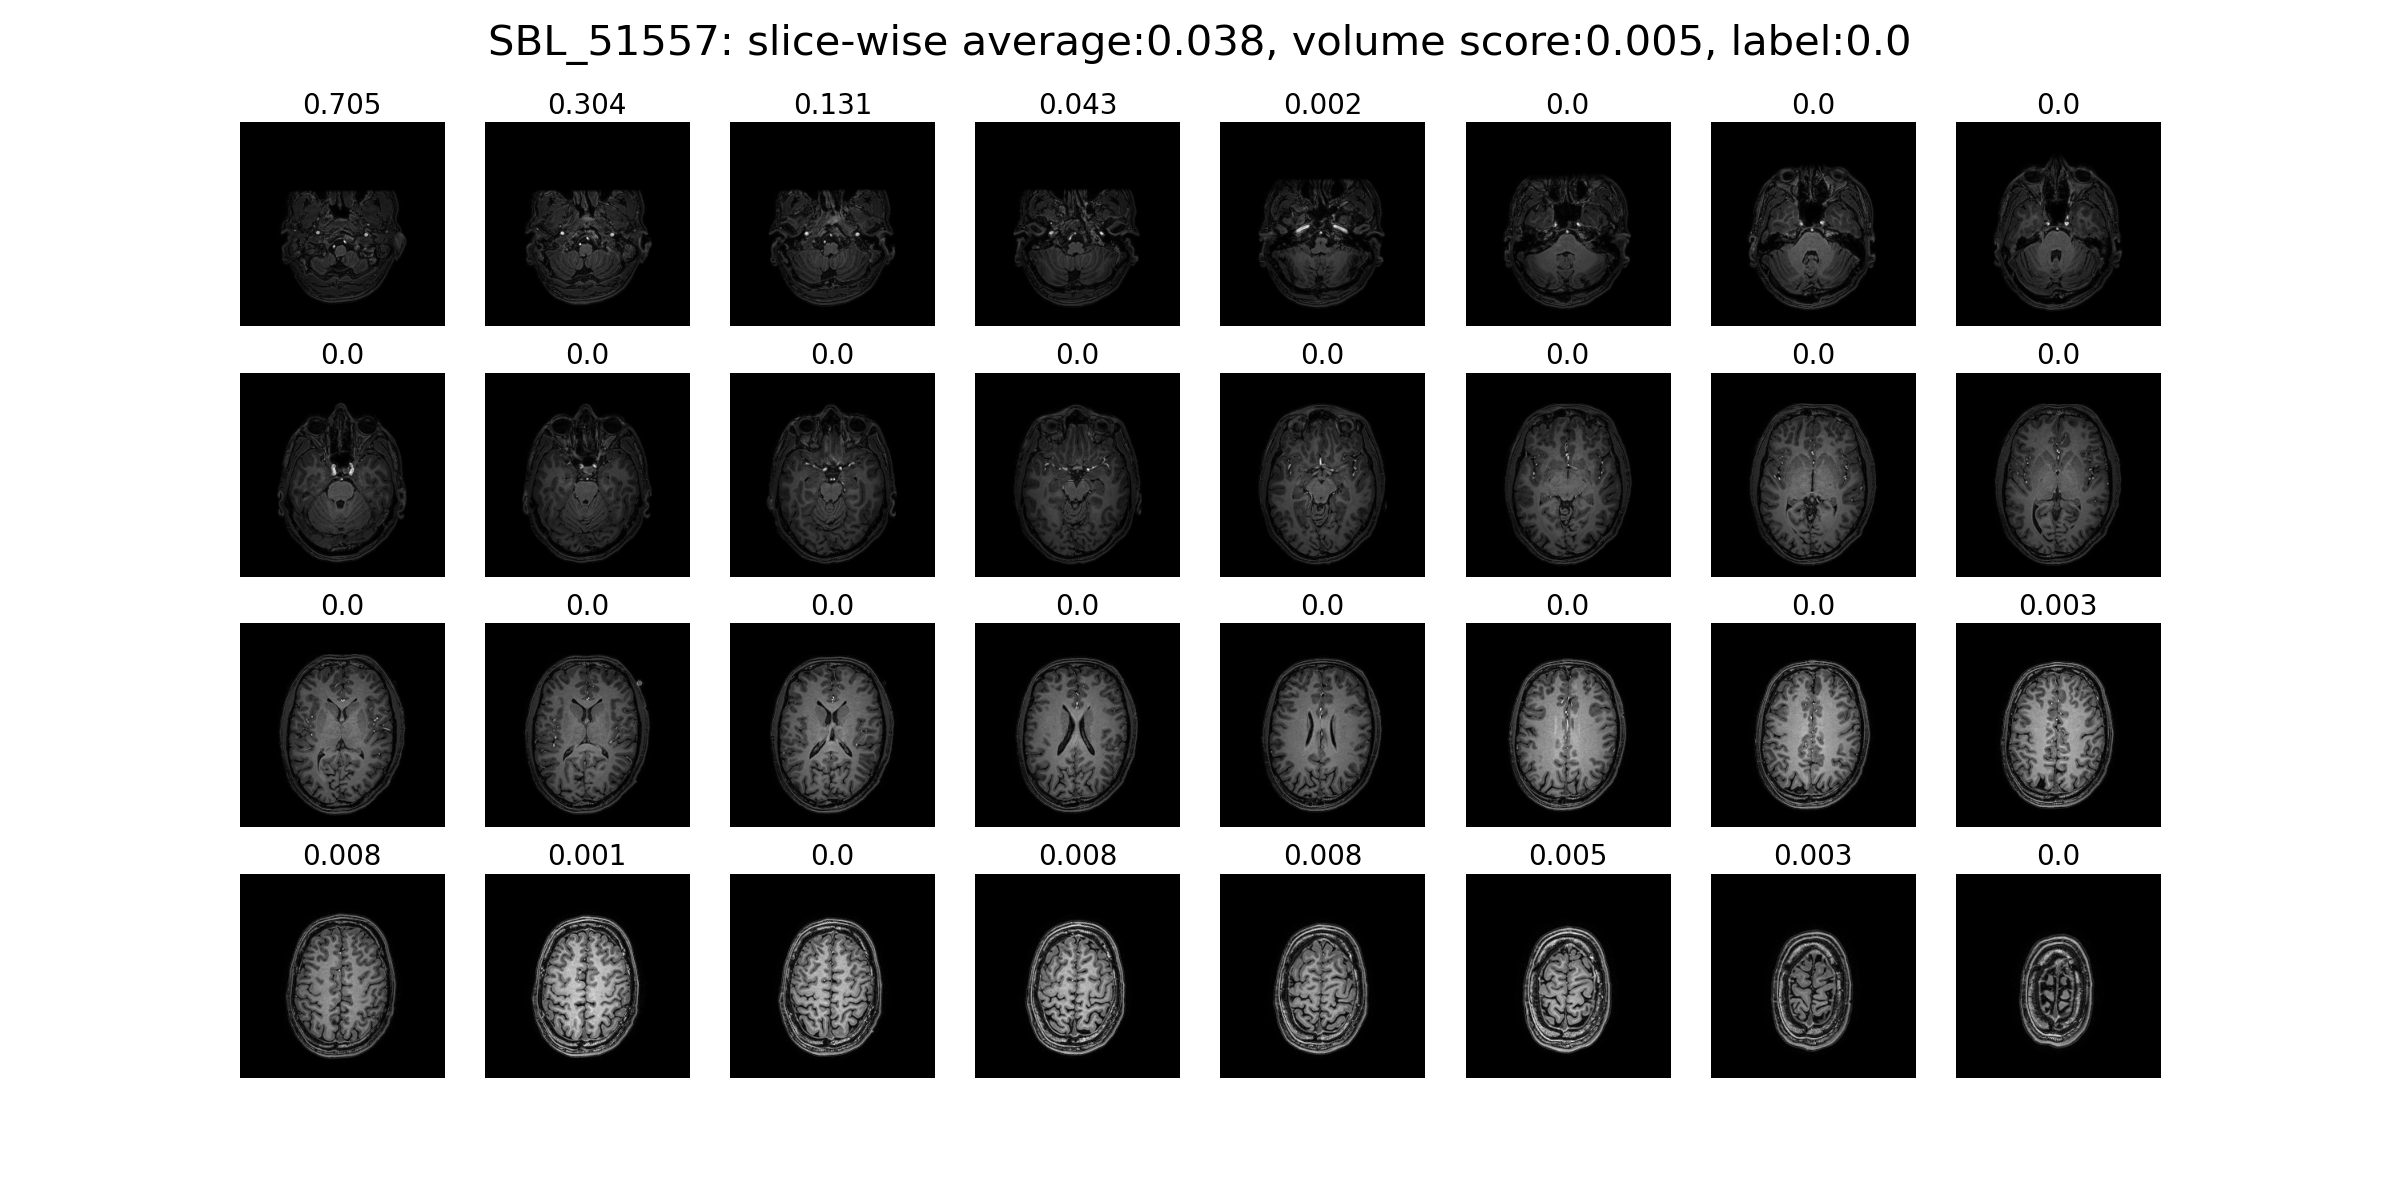 SBL_51557: slice-wise average:0.038, volume score:0.005, label:0.0
0.705 0.304 0.131 0.043 0.002 0.0 0.0 0.0
0.0 0.0 0.0 0.0 0.0 0.0 0.0 0.0
0.0 0.0 0.0 0.0 0.0 0.0 0.0 0.003
0.008 0.001 0.0 0.008 0.008 0.005 0.003 0.0